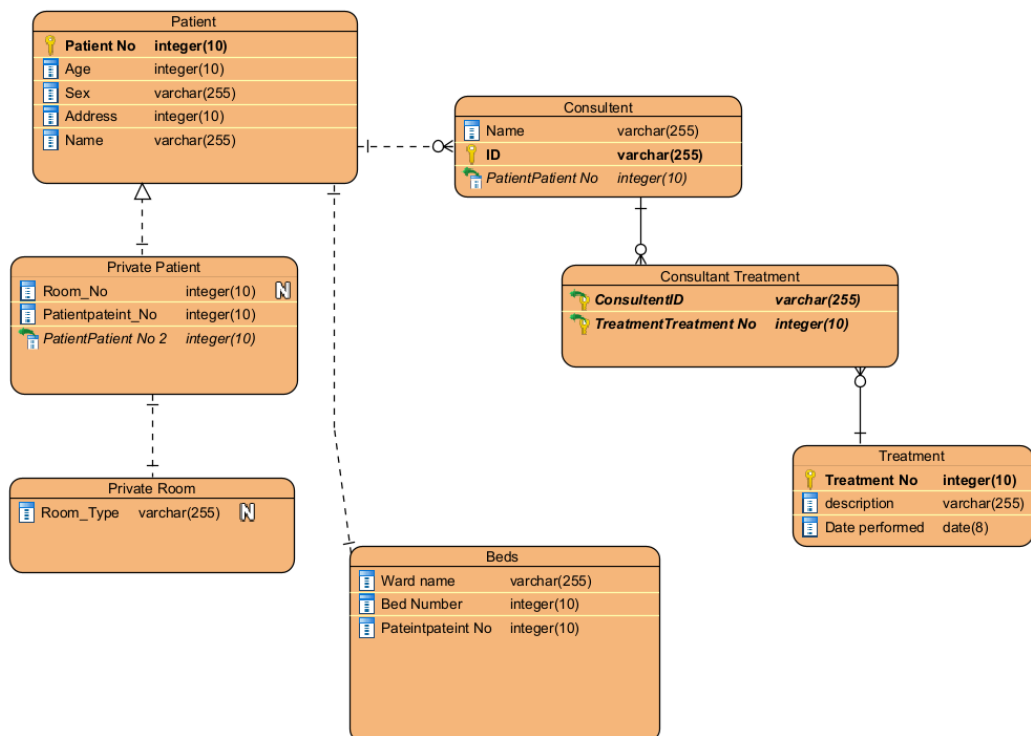 Patient
Patient No integer(10)
Age integer(10)
Sex varchar(255)
Address integer(10)
Name varchar(255)
Consultent
Name varchar(255)
ID varchar(255)
PatientPatient No integer(10)
Private Patient
Room_No integer(10) N
Patientpateint_No integer(10)
PatientPatient No 2 integer(10)
Consultant Treatment
ConsultentID varchar(255)
TreatmentTreatment No integer(10)
Treatment
Treatment No integer(10)
description varchar(255)
Date performed date(8)
Private Room
Room_Type varchar(255) N
Beds
Ward name varchar(255)
Bed Number integer(10)
Pateintpateint No integer(10)